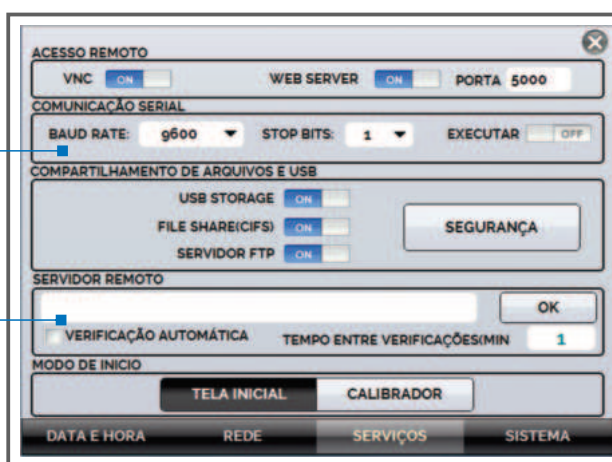 ACESSO REMOTO
VNC ON WEB SERVER ON PORTA 5000
COMUNICAÇÃO SERIAL
BAUD RATE: 9600 STOP BITS: 1 EXECUTAR OFF
COMPARTILHAMENTO DE ARQUIVOS E USB
USB STORAGE ON
FILE SHARE(CIFS) ON
SERVIDOR FTP ON
SEGURANÇA
SERVIDOR REMOTO
OK
VERIFICAÇÃO AUTOMÁTICA TEMPO ENTRE VERIFICAÇÕES(MIN 1
MODO DE INICIO
TELA INICIAL CALIBRADOR
DATA E HORA REDE SERVIÇOS SISTEMA